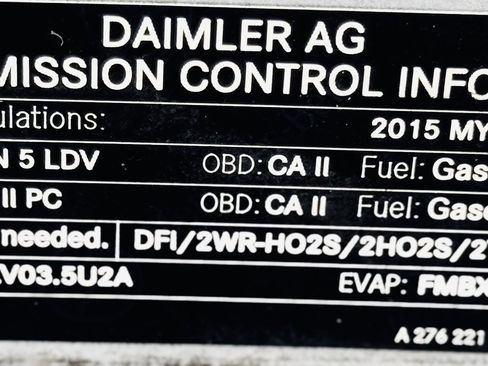 DAIMLER AG
MISSION CONTROL INFO
ulations: 2015 MY
N 5 LDV OBD: CA II Fuel: Gas
II PC OBD: CA II Fuel: Gaso
needed. DFI/2WR-HO2S/2HO2S/2
V03.5U2A EVAP: FMBX
A 276 221